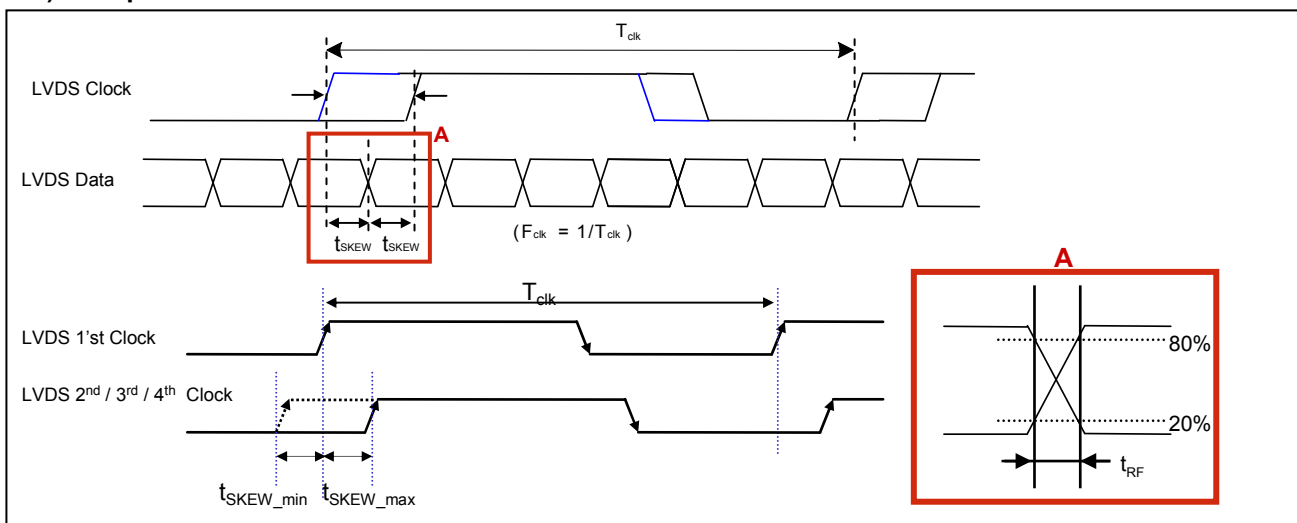 T_clk
LVDS Clock
A
LVDS Data
t_SKEW t_SKEW
(F_clk = 1/T_clk)
A
T_clk
LVDS 1'st Clock
80%
LVDS 2nd / 3rd / 4th Clock
20%
t_RF
t_SKEW_min t_SKEW_max